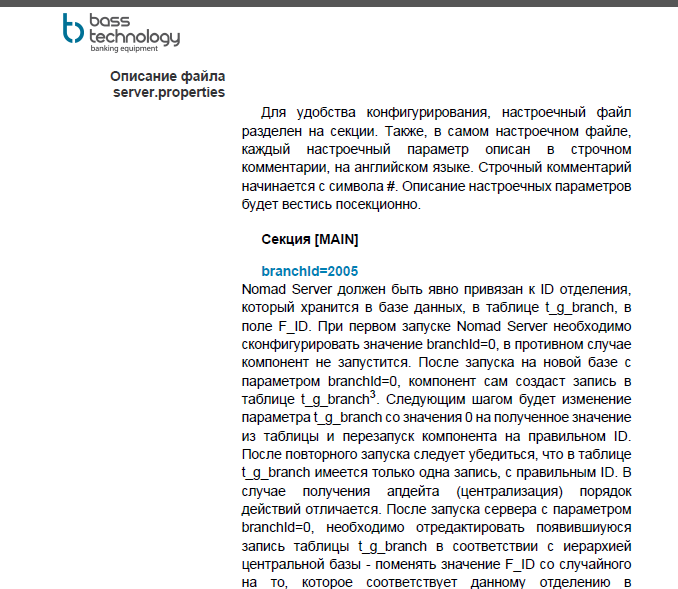 bass
technology
banking equipment
Описание файла
server.properties
Для удобства конфигурирования, настроечный файл
разделен на секции. Также, в самом настроечном файле,
каждый настроечный параметр описан в строчном
комментарии, на английском языке. Строчный комментарий
начинается с символа #. Описание настроечных параметров
будет вестись посекционно.
Секция [MAIN]
branchId=2005
Nomad Server должен быть явно привязан к ID отделения,
который хранится в базе данных, в таблице t_g_branch, в
поле F_ID. При первом запуске Nomad Server необходимо
сконфигурировать значение branchId=0, в противном случае
компонент не запустится. После запуска на новой базе с
параметром branchId=0, компонент сам создаст запись в
таблице t_g_branch³. Следующим шагом будет изменение
параметра t_g_branch со значения 0 на полученное значение
из таблицы и перезапуск компонента на правильном ID.
После повторного запуска следует убедиться, что в таблице
t_g_branch имеется только одна запись, с правильным ID. В
случае получения апдейта (централизация) порядок
действий отличается. После запуска сервера с параметром
branchId=0, необходимо отредактировать появившиуюся
запись таблицы t_g_branch в соответствии с иерархией
центральной базы - поменять значение F_ID со случайного
на то, которое соответствует данному отделению в